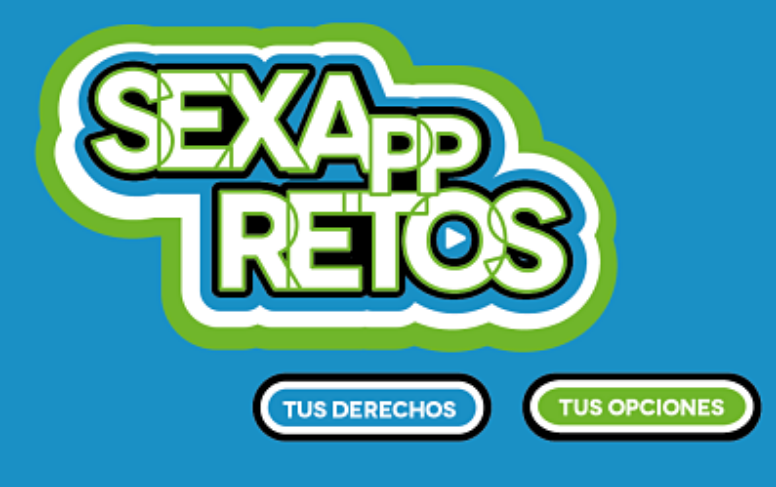 SEXAPP
RETOS
TUS DERECHOS
TUS OPCIONES